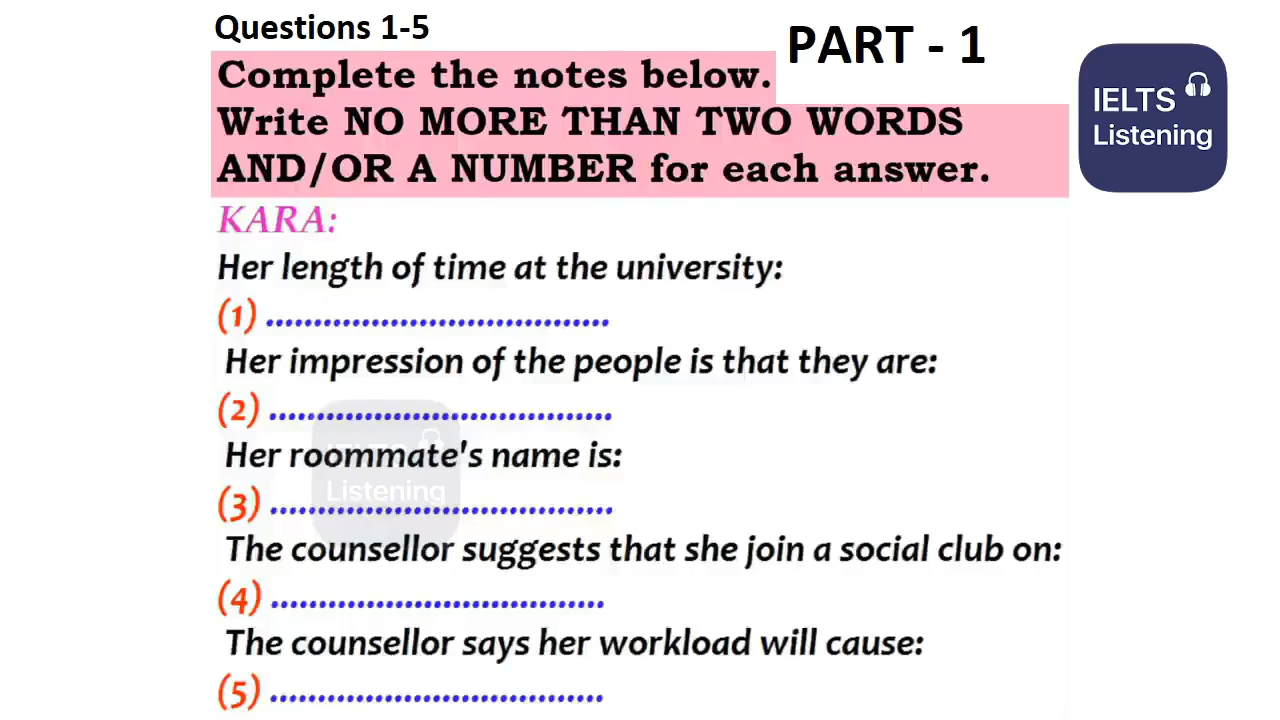 Questions 1-5
PART - 1
Complete the notes below.
Write NO MORE THAN TWO WORDS
AND/OR A NUMBER for each answer.
IELTS
Listening
KARA:
Her length of time at the university:
(1) ....................................
Her impression of the people is that they are:
(2) ....................................
Her roommate's name is:
IELTS
Listening
(3) ....................................
The counsellor suggests that she join a social club on:
(4) ...................................
The counsellor says her workload will cause:
(5) ...................................